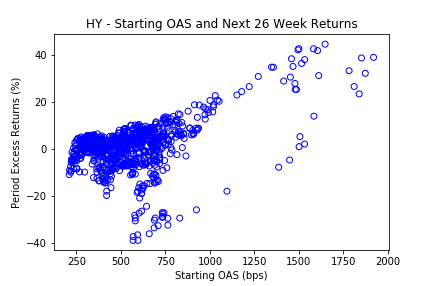 HY - Starting OAS and Next 26 Week Returns
Period Excess Returns (%)
40
20
0
−20
−40
250 500 750 1000 1250 1500 1750 2000
Starting OAS (bps)